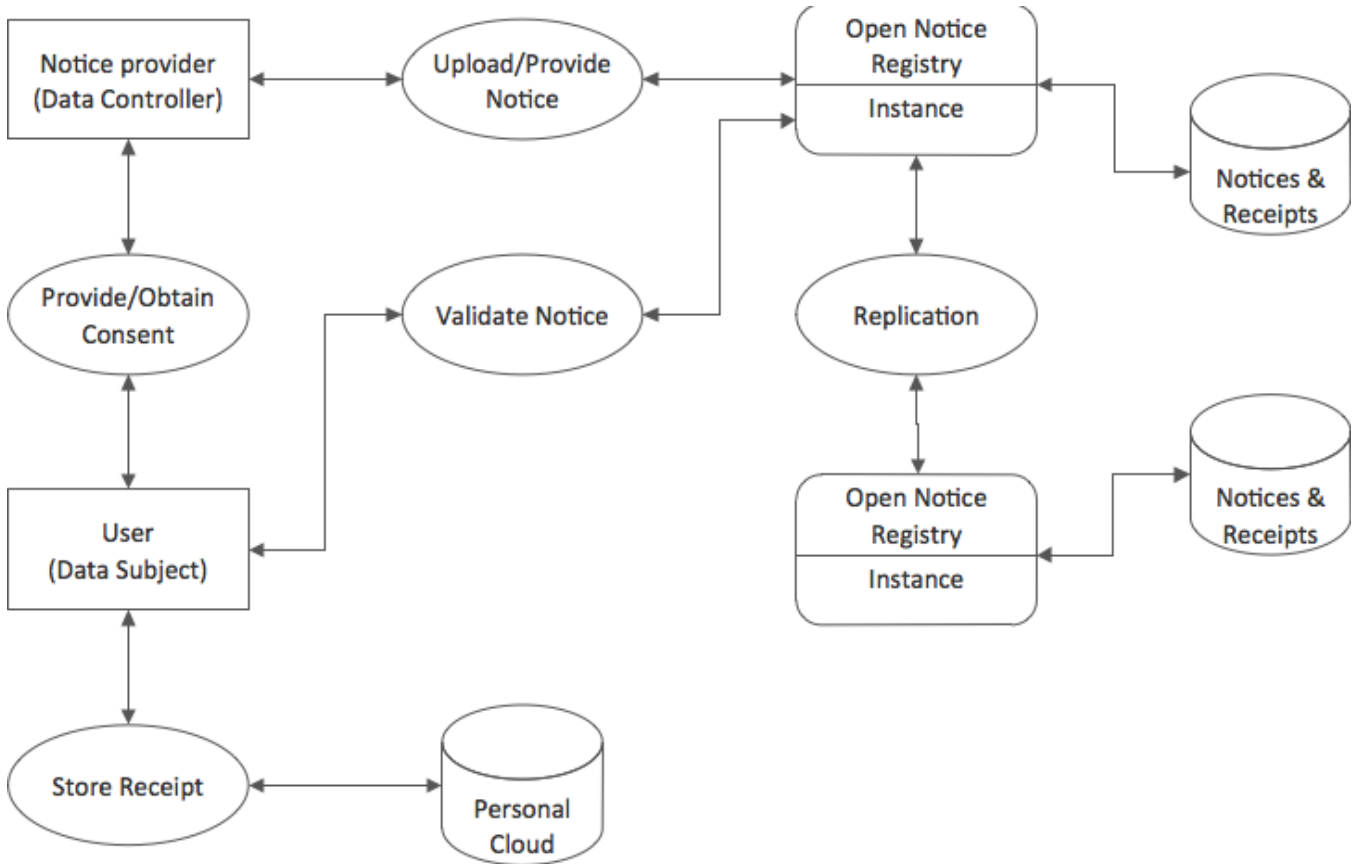 Notice provider
(Data Controller)
Upload/Provide
Notice
Open Notice
Registry
Instance
Notices &
Receipts
Provide/Obtain
Consent
Validate Notice
Replication
User
(Data Subject)
Open Notice
Registry
Instance
Notices &
Receipts
Store Receipt
Personal
Cloud